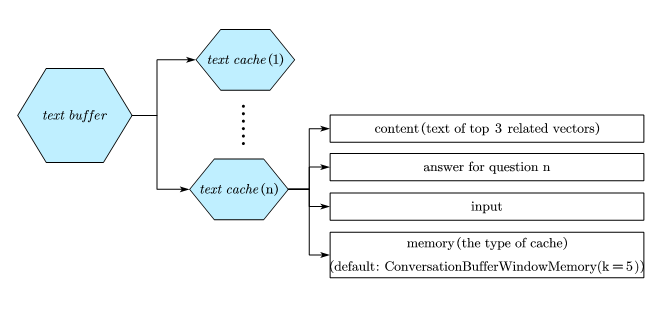 text buffer
text cache(1)
text cache(n)
content(text of top 3 related vectors)
answer for question n
input
memory(the type of cache)
(default: ConversationBufferWindowMemory(k=5))